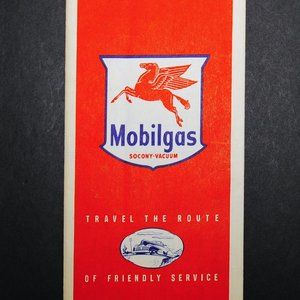 Mobilgas
SOCONY-VACUUM
TRAVEL THE ROUTE
OF FRIENDLY SERVICE